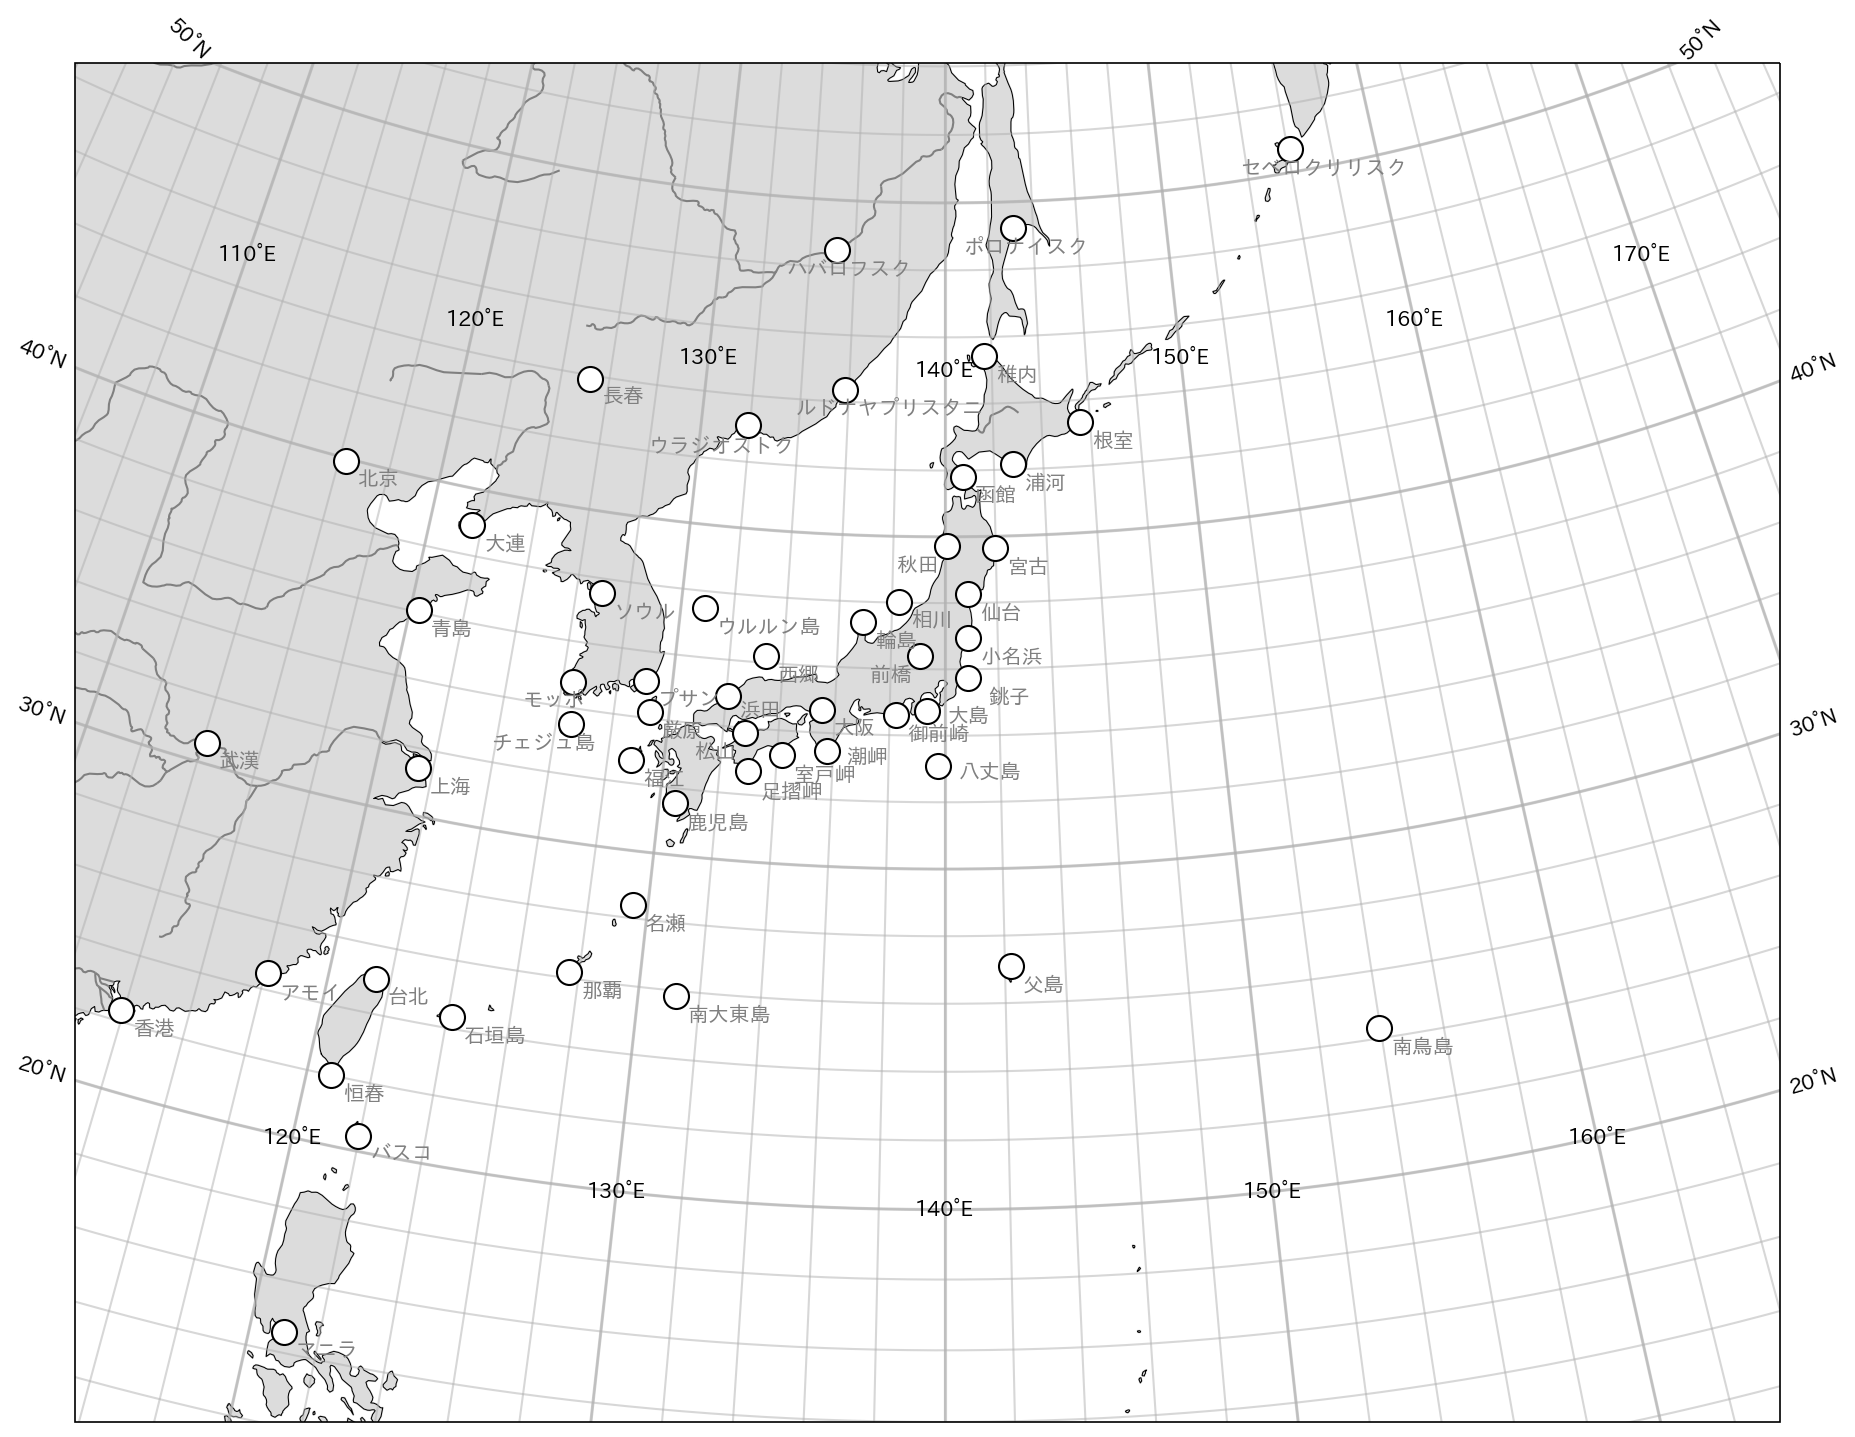 50°N
50°N
セベロクリリスク
ポロナイスク
110°E
170°E
ハバロフスク
120°E
160°E
40°N
130°E
150°E
40°N
140°E
稚内
長春
ルドナヤプリスタニ
ウラジオストク
根室
北京
浦河
函館
大連
秋田
宮古
ソウル
仙台
相川
青島
ウルルン島
輪島
小名浜
西郷
前橋
モッポ
プサン
銚子
30°N
浜田
大島
30°N
厳原
大阪
御前崎
チェジュ島
松山
潮岬
武漢
福江
室戸岬
八丈島
上海
足摺岬
鹿児島
名瀬
アモイ
台北
那覇
父島
南大東島
香港
石垣島
南鳥島
20°N
20°N
恒春
120°E
160°E
バスコ
130°E
150°E
140°E
マニラ